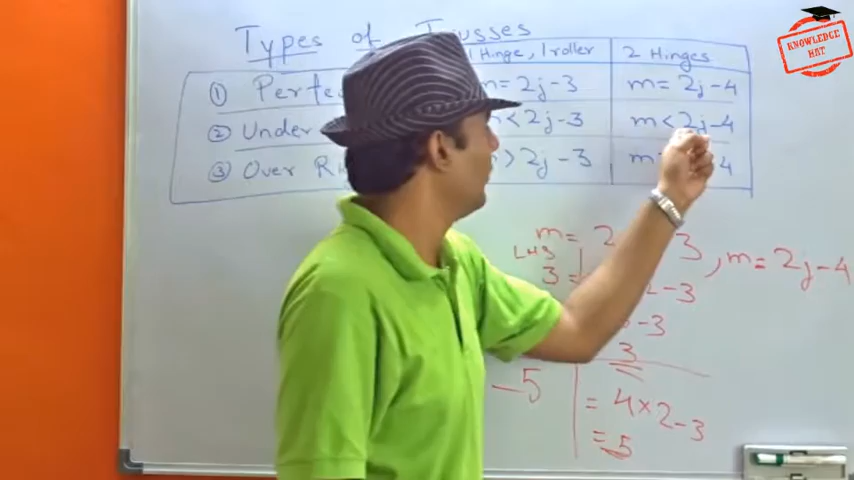 Types of Trusses
1 Hinge, 1 roller 2 Hinges
① Perfe = 2j-3 m = 2j-4
② Under < 2j-3 m < 2j-4
③ Over R > 2j-3 m 4
m = 2 3 , m = 2j-4
LHS
3 = 2-3
-3
3
-5 = 4×2-3
= 5
KNOWLEDGE HAT